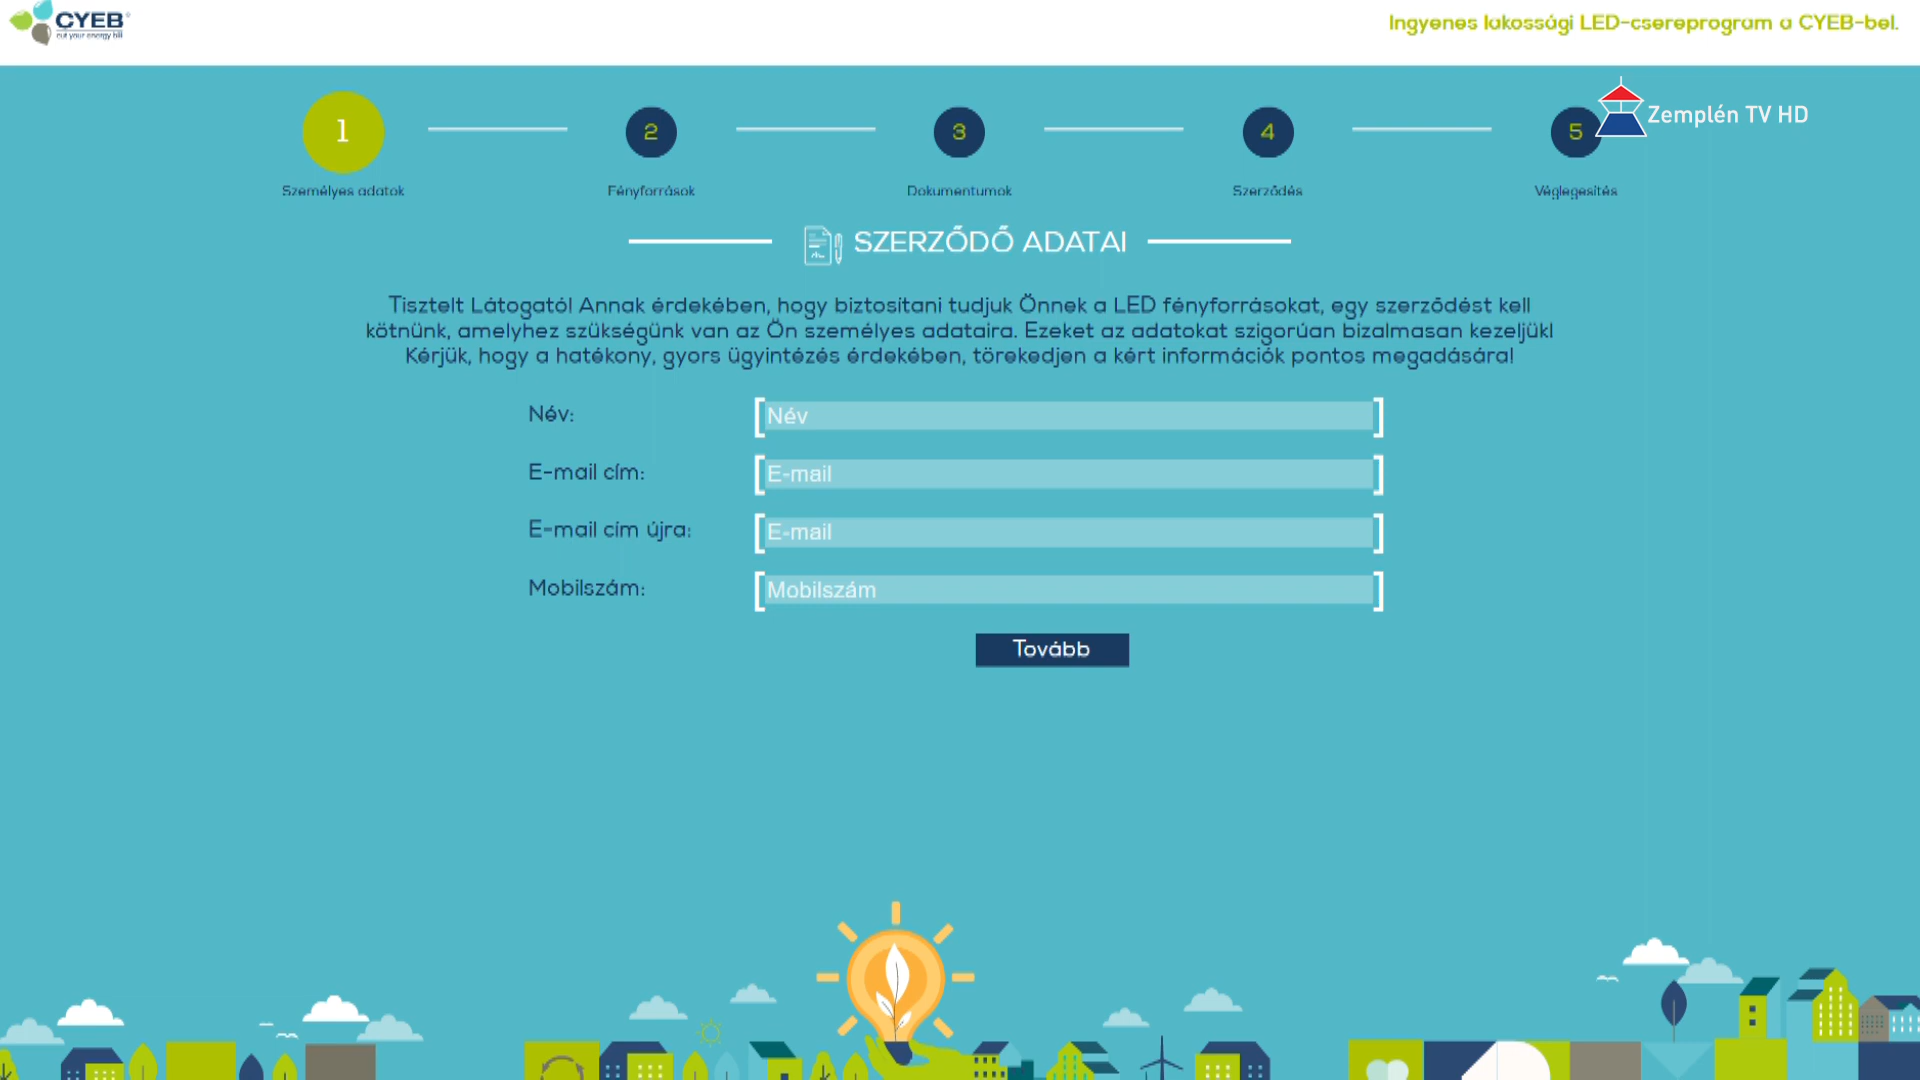 CYEB
cut your energy bill
Ingyenes lakossági LED-csereprogram a CYEB-bel.
1
2
3
4
5
Zemplén TV HD
Személyes adatok
Fényforrások
Dokumentumok
Szerződés
Véglegesítés
SZERZŐDŐ ADATAI
Tisztelt Látogató! Annak érdekében, hogy biztosítani tudjuk Önnek a LED fényforrásokat, egy szerződést kell
kötnünk, amelyhez szükségünk van az Ön személyes adataira. Ezeket az adatokat szigorúan bizalmasan kezeljük!
Kérjük, hogy a hatékony, gyors ügyintézés érdekében, törekedjen a kért információk pontos megadására!
Név:
Név
E-mail cím:
E-mail
E-mail cím újra:
E-mail
Mobilszám:
Mobilszám
Tovább